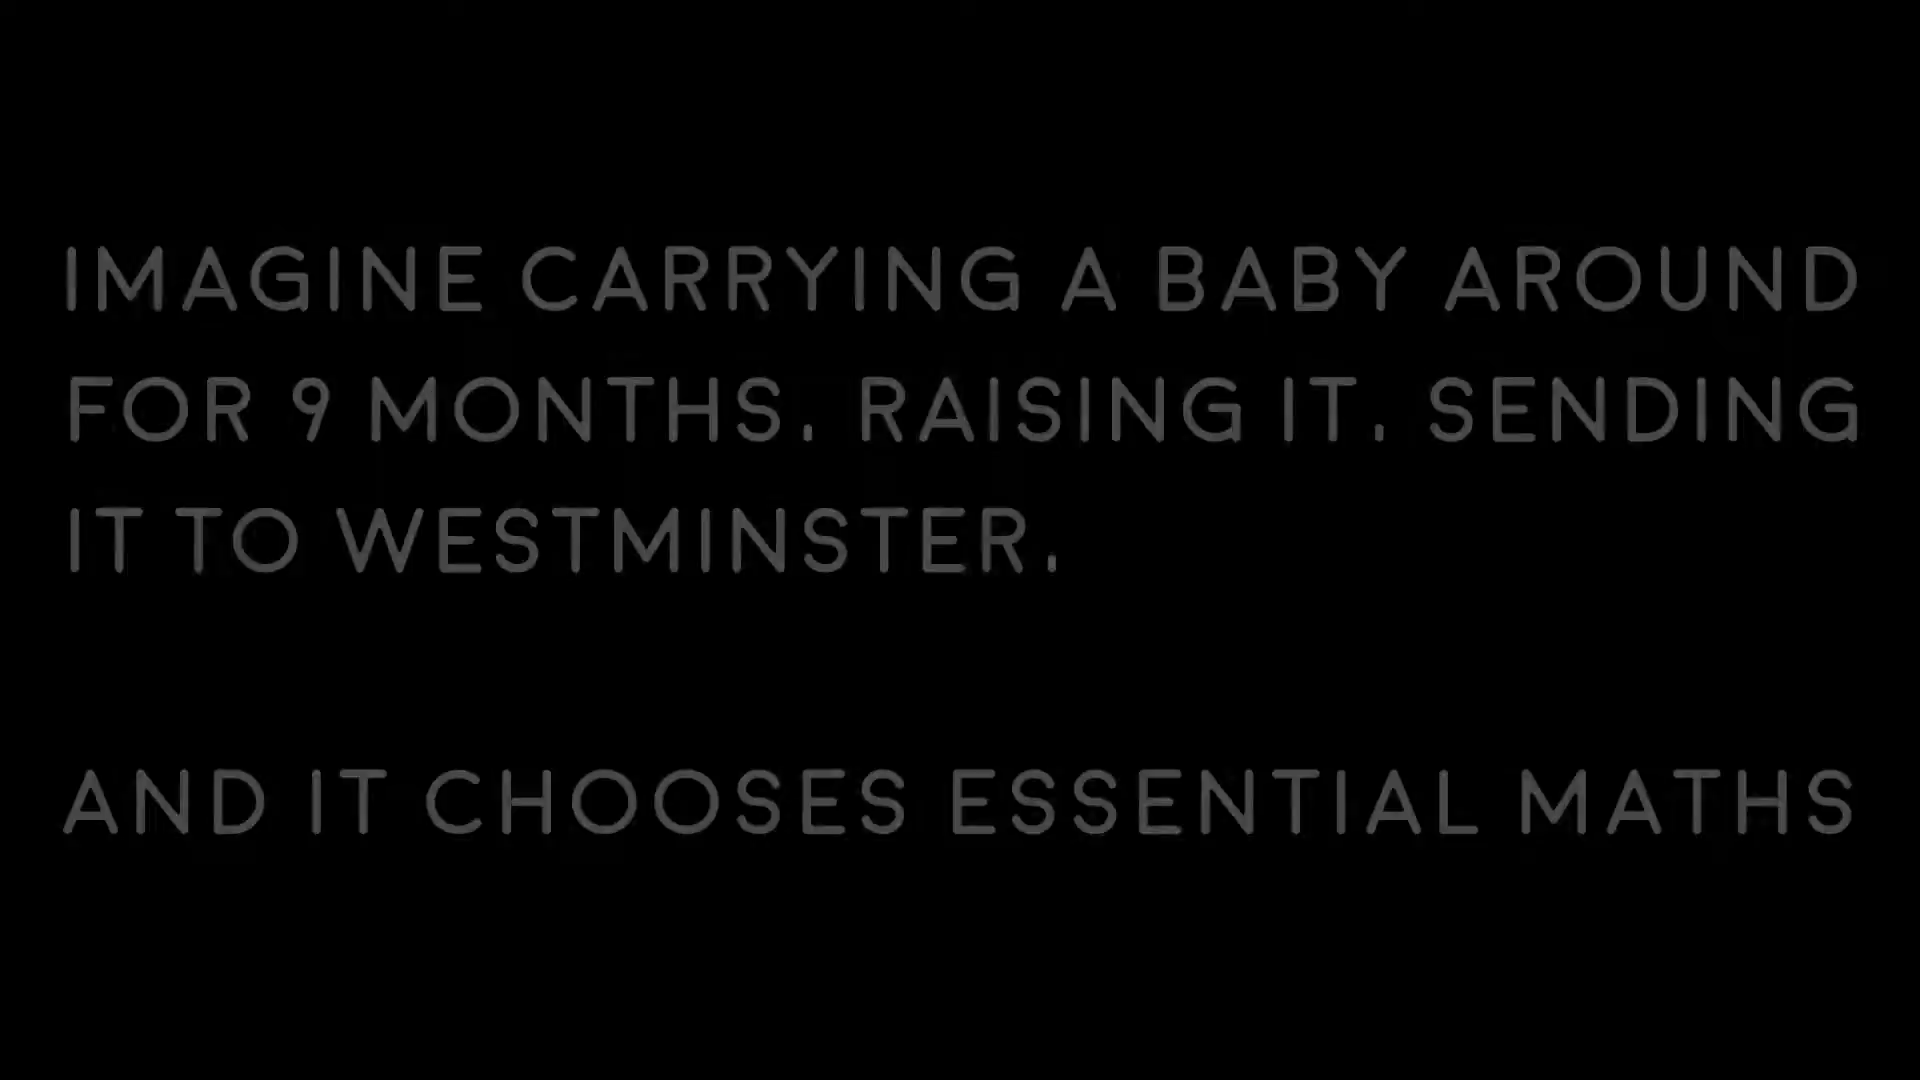 IMAGINE CARRYING A BABY AROUND
FOR 9 MONTHS. RAISING IT. SENDING
IT TO WESTMINSTER.
AND IT CHOOSES ESSENTIAL MATHS